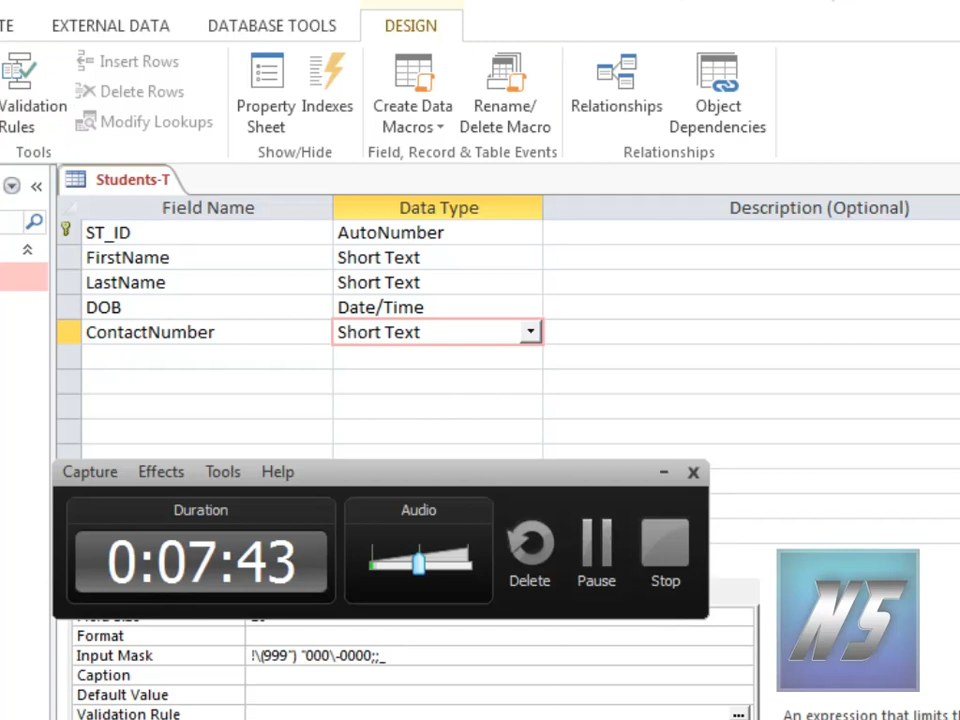 TE EXTERNAL DATA DATABASE TOOLS DESIGN
Validation Rules
Insert Rows
Delete Rows
Modify Lookups
Property Sheet
Indexes
Create Data Macros
Rename/ Delete Macro
Relationships
Object Dependencies
Tools Show/Hide Field, Record & Table Events Relationships
Students-T
Field Name Data Type Description (Optional)
ST_ID AutoNumber
FirstName Short Text
LastName Short Text
DOB Date/Time
ContactNumber Short Text
Capture Effects Tools Help
Duration Audio
0:07:43
Delete Pause Stop
NS
Format
Input Mask !\(999") "000\-0000;;_
Caption
Default Value
Validation Rule
An expression that limits